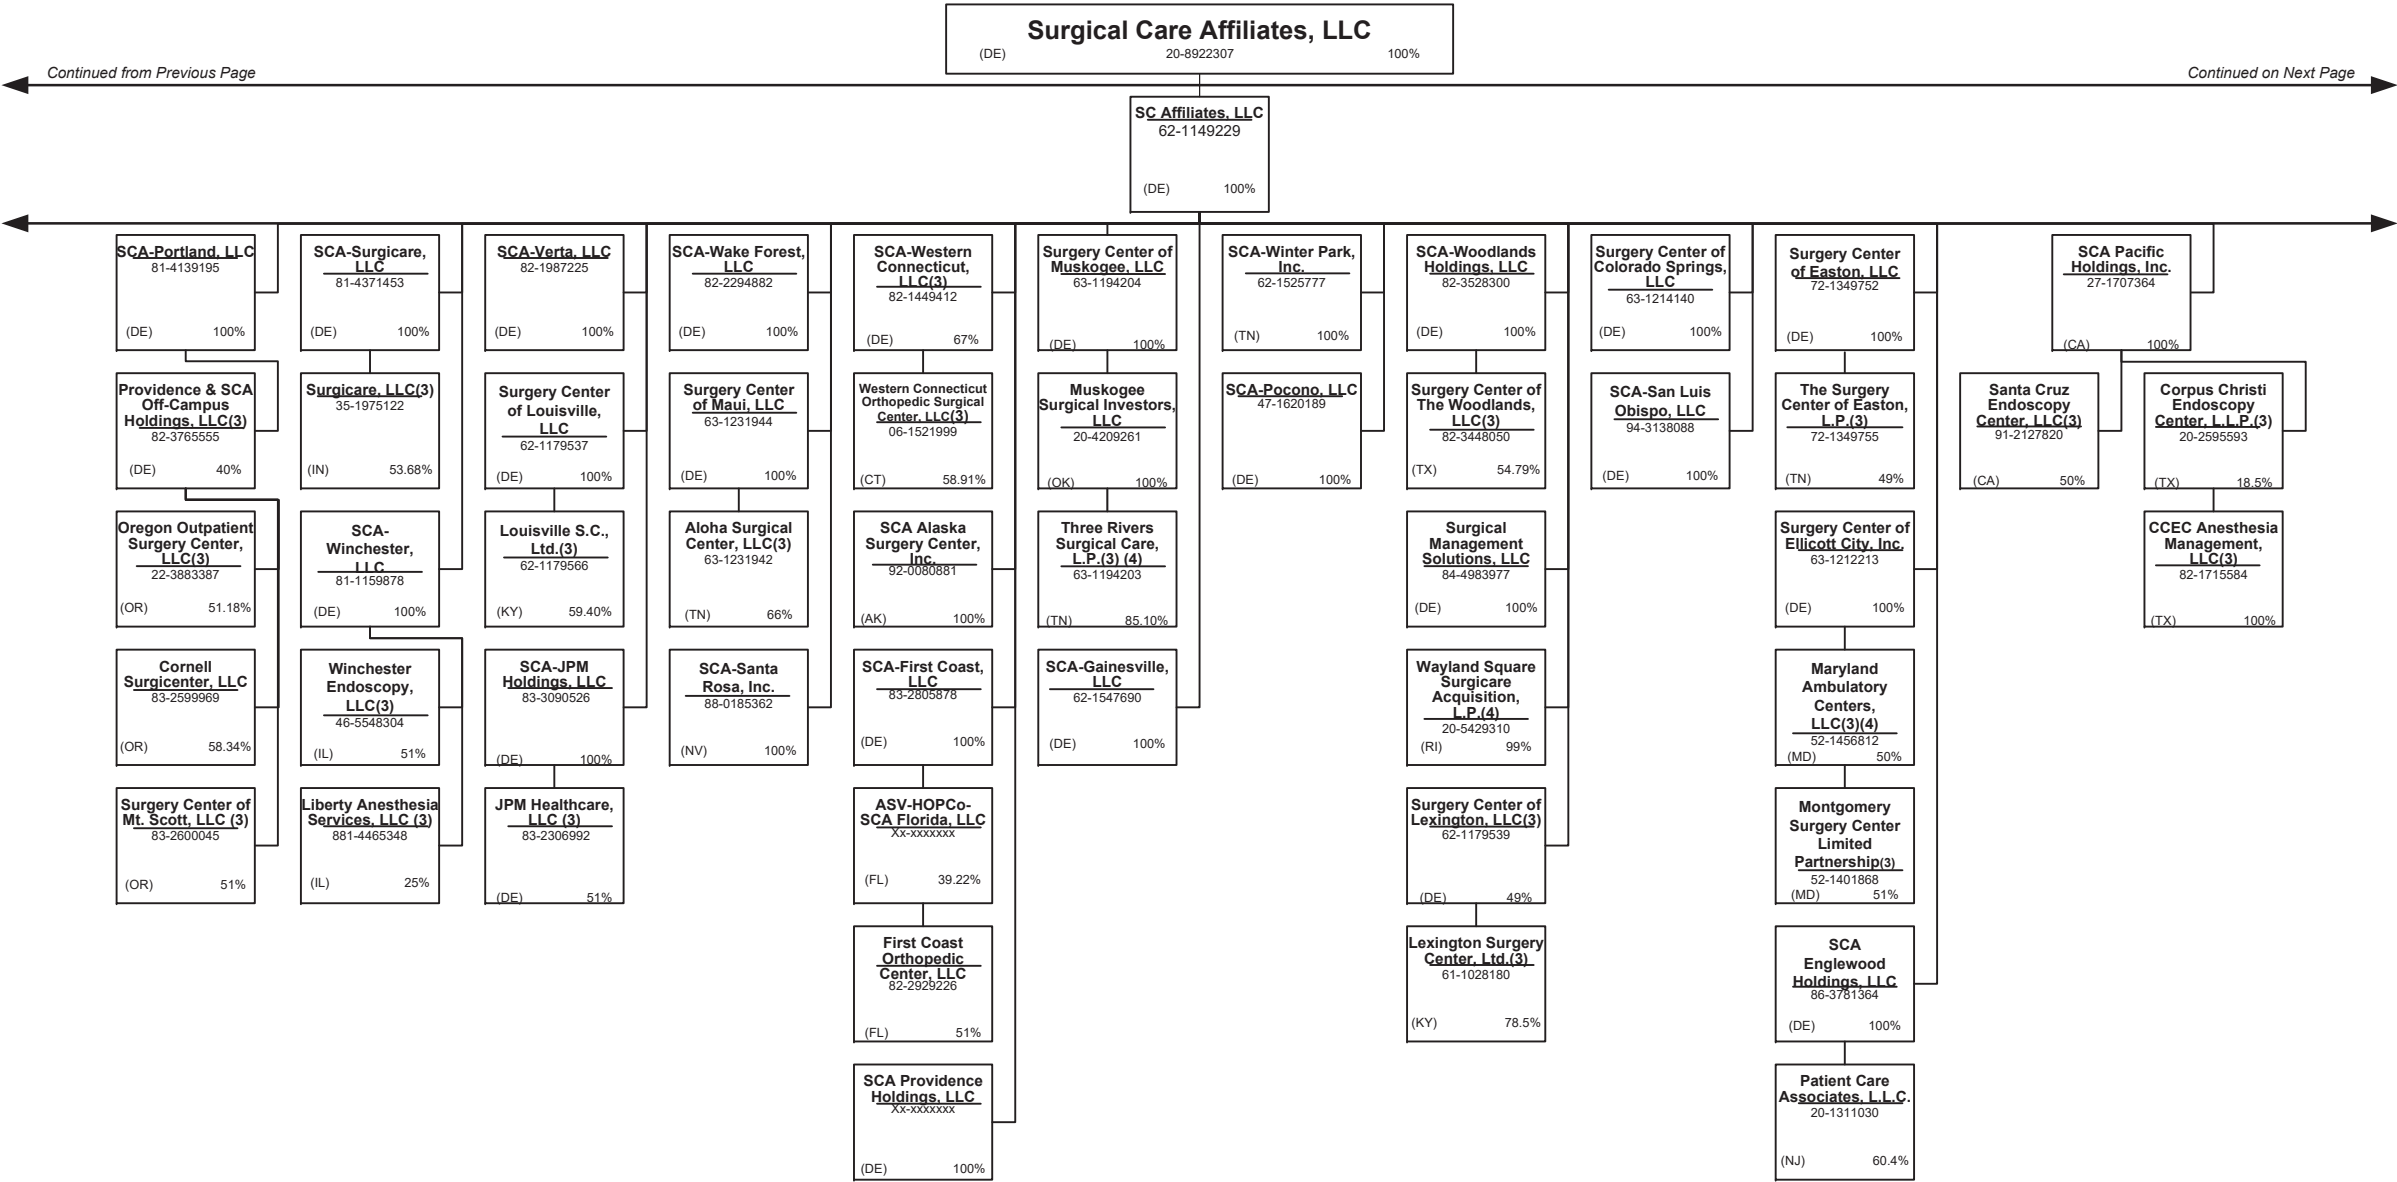 Surgical Care Affiliates, LLC
(DE) 20-8922307 100%
Continued from Previous Page
Continued on Next Page
SC Affiliates, LLC
62-1149229
(DE) 100%
SCA-Portland, LLC
81-4139195
(DE) 100%
SCA-Surgicare,
LLC
81-4371453
(DE) 100%
SCA-Verta, LLC
82-1987225
(DE) 100%
SCA-Wake Forest,
LLC
82-2294882
(DE) 100%
SCA-Western
Connecticut,
LLC(3)
82-1449412
(DE) 67%
Surgery Center of
Muskogee, LLC
63-1194204
(DE) 100%
SCA-Winter Park,
Inc.
62-1525777
(TN) 100%
SCA-Woodlands
Holdings, LLC
82-3528300
(DE) 100%
Surgery Center of
Colorado Springs,
LLC
63-1214140
(DE) 100%
Surgery Center
of Easton, LLC
72-1349752
(DE) 100%
SCA Pacific
Holdings, Inc.
27-1707364
(CA) 100%
Providence & SCA
Off-Campus
Holdings, LLC(3)
82-3765555
(DE) 40%
Surgicare, LLC(3)
35-1975122
(IN) 53.68%
Surgery Center
of Louisville,
LLC
62-1179537
(DE) 100%
Surgery Center
of Maui, LLC
63-1231944
(DE) 100%
Western Connecticut
Orthopedic Surgical
Center, LLC(3)
06-1521999
(CT) 58.91%
Muskogee
Surgical Investors,
LLC
20-4209261
(OK) 100%
SCA-Pocono, LLC
47-1620189
(DE) 100%
Surgery Center of
The Woodlands,
LLC(3)
82-3448050
(TX) 54.79%
SCA-San Luis
Obispo, LLC
94-3138088
(DE) 100%
The Surgery
Center of Easton,
L.P.(3)
72-1349755
(TN) 49%
Santa Cruz
Endoscopy
Center, LLC(3)
91-2127820
(CA) 50%
Corpus Christi
Endoscopy
Center, L.L.P.(3)
20-2595593
(TX) 18.5%
Oregon Outpatient
Surgery Center,
LLC(3)
22-3883387
(OR) 51.18%
SCA-
Winchester,
LLC
81-1159878
(DE) 100%
Louisville S.C.,
Ltd.(3)
62-1179566
(KY) 59.40%
Aloha Surgical
Center, LLC(3)
63-1231942
(TN) 66%
SCA Alaska
Surgery Center,
Inc.
92-0080881
(AK) 100%
Three Rivers
Surgical Care,
L.P.(3) (4)
63-1194203
(TN) 85.10%
Surgical
Management
Solutions, LLC
84-4983977
(DE) 100%
Surgery Center of
Ellicott City, Inc.
63-1212213
(DE) 100%
CCEC Anesthesia
Management,
LLC(3)
82-1715584
(TX) 100%
Cornell
Surgicenter, LLC
83-2599969
(OR) 58.34%
Winchester
Endoscopy,
LLC(3)
46-5548304
(IL) 51%
SCA-JPM
Holdings, LLC
83-3090526
(DE) 100%
SCA-Santa
Rosa, Inc.
88-0185362
(NV) 100%
SCA-First Coast,
LLC
83-2805878
(DE) 100%
SCA-Gainesville,
LLC
62-1547690
(DE) 100%
Wayland Square
Surgicare
Acquisition,
L.P.(4)
20-5429310
(RI) 99%
Maryland
Ambulatory
Centers,
LLC(3)(4)
52-1456812
(MD) 50%
Surgery Center of
Mt. Scott, LLC (3)
83-2600045
(OR) 51%
Liberty Anesthesia
Services, LLC (3)
881-4465348
(IL) 25%
JPM Healthcare,
LLC (3)
83-2306992
(DE) 51%
ASV-HOPCo-
SCA Florida, LLC
Xx-xxxxxxx
(FL) 39.22%
Surgery Center of
Lexington, LLC(3)
62-1179539
(DE) 49%
Montgomery
Surgery Center
Limited
Partnership(3)
52-1401868
(MD) 51%
First Coast
Orthopedic
Center, LLC
82-2929226
(FL) 51%
Lexington Surgery
Center, Ltd.(3)
61-1028180
(KY) 78.5%
SCA
Englewood
Holdings, LLC
86-3781364
(DE) 100%
SCA Providence
Holdings, LLC
Xx-xxxxxxx
(DE) 100%
Patient Care
Associates, L.L.C.
20-1311030
(NJ) 60.4%